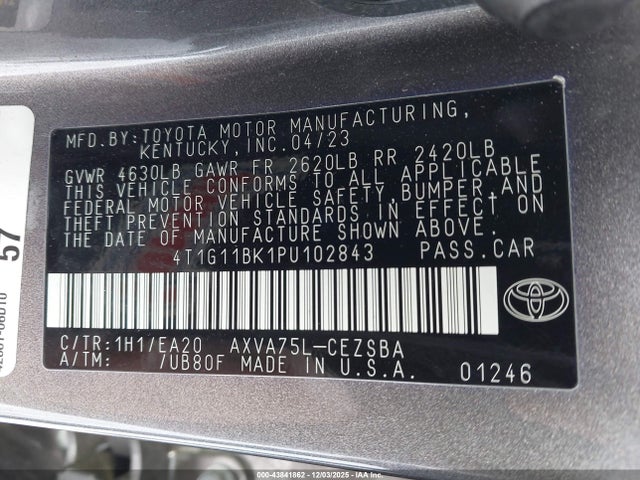 MFD.BY:TOYOTA MOTOR MANUFACTURING,
KENTUCKY, INC.04/23
GVWR 4630LB GAWR FR 2620LB RR 2420LB
THIS VEHICLE CONFORMS TO ALL APPLICABLE
FEDERAL MOTOR VEHICLE SAFETY,BUMPER,AND
THEFT PREVENTION STANDARDS IN EFFECT ON
THE DATE OF MANUFACTURE SHOWN ABOVE.
4T1G11BK1PU102843 PASS.CAR
C/TR:1H1/EA20 AXVA75L-CEZSBA
A/TM: /UB80F MADE IN U.S.A. 01246
TOYOTA
57
000-43841862 - 12/03/2025 - IAAI